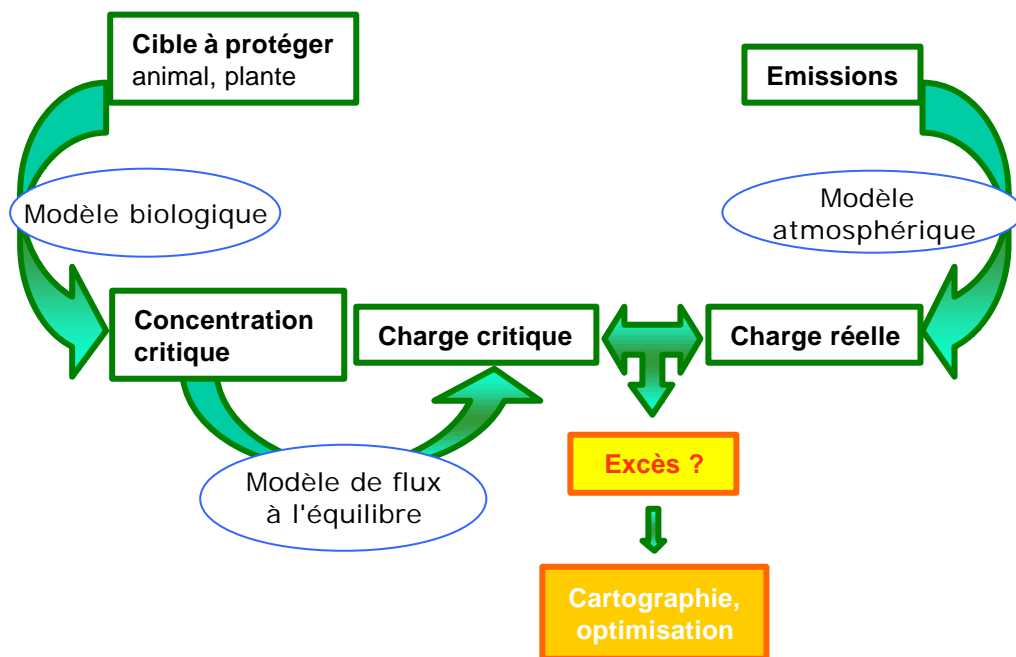 Cible à protéger
animal, plante
Emissions
Modèle biologique
Modèle
atmosphérique
Concentration
critique
Charge critique
Charge réelle
Modèle de flux
à l'équilibre
Excès ?
Cartographie,
optimisation